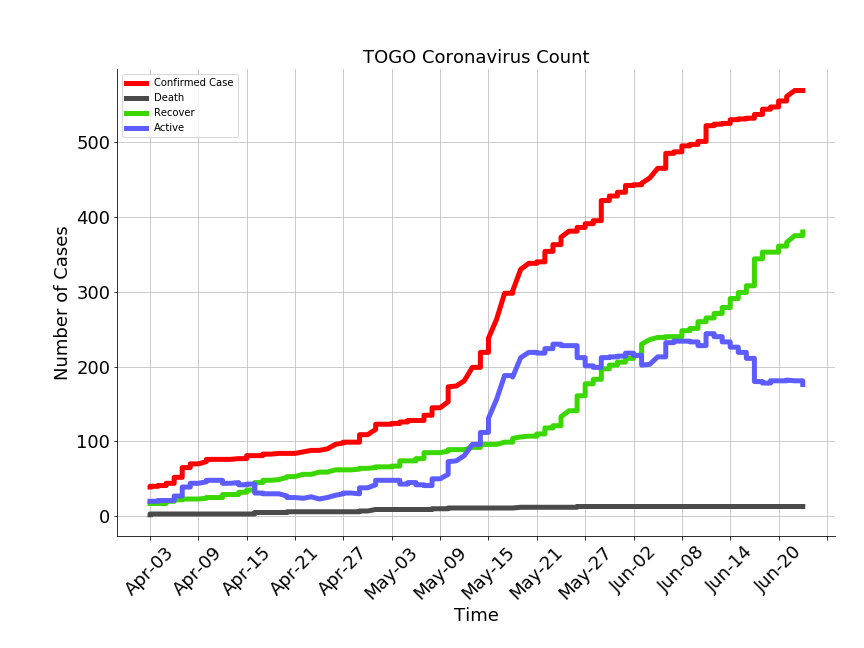 TOGO Coronavirus Count
Confirmed Case
Death
Recover
Active
500
400
300
200
100
0
Number of Cases
Apr-03 Apr-09 Apr-15 Apr-21 Apr-27 May-03 May-09 May-15 May-21 May-27 Jun-02 Jun-08 Jun-14 Jun-20
Time